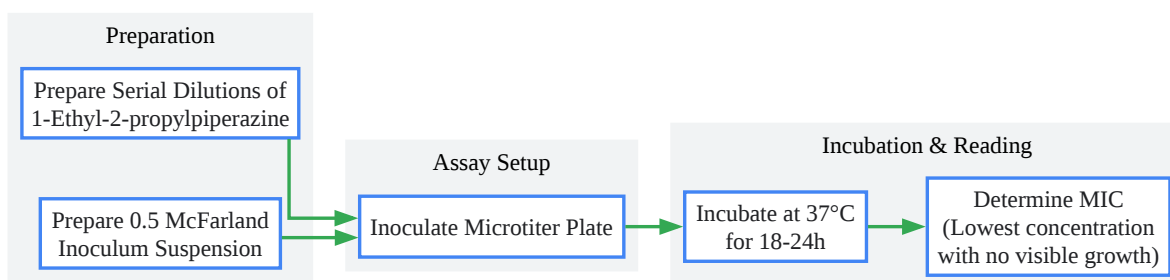 Preparation
Prepare Serial Dilutions of
1-Ethyl-2-propylpiperazine
Prepare 0.5 McFarland
Inoculum Suspension
Assay Setup
Inoculate Microtiter Plate
Incubation & Reading
Incubate at 37°C
for 18-24h
Determine MIC
(Lowest concentration
with no visible growth)